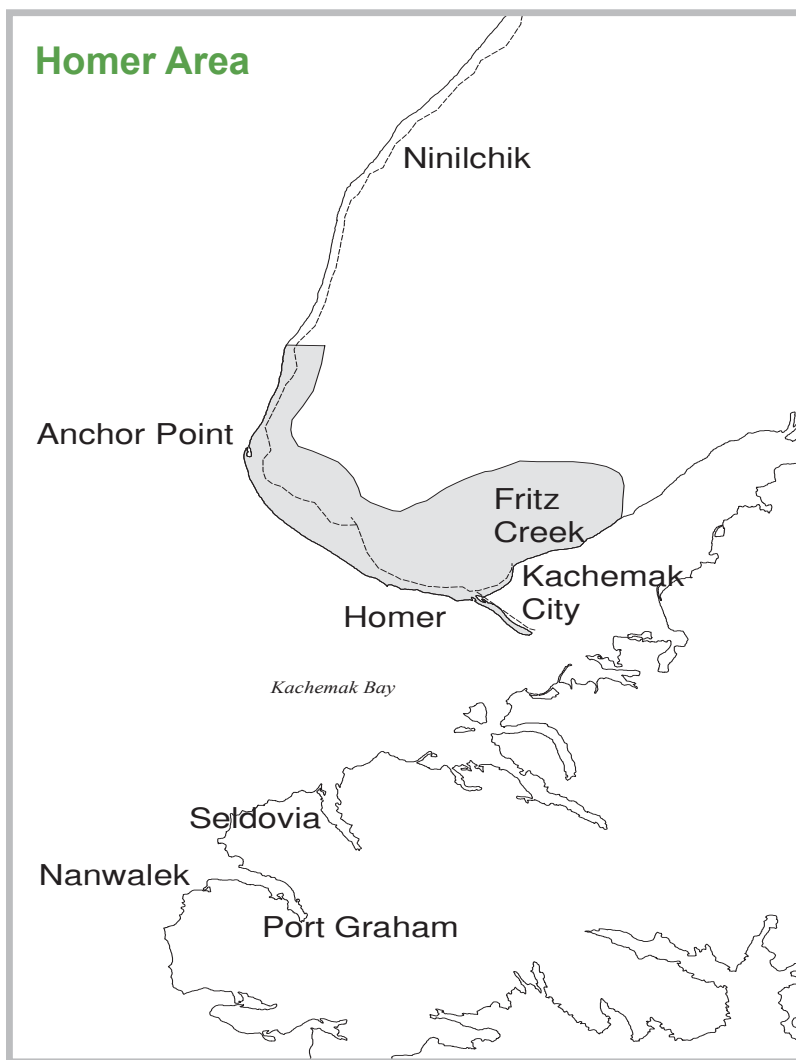 Homer Area
Ninilchik
Anchor Point
Fritz
Creek
Kachemak
City
Homer
Kachemak Bay
Seldovia
Nanwalek
Port Graham